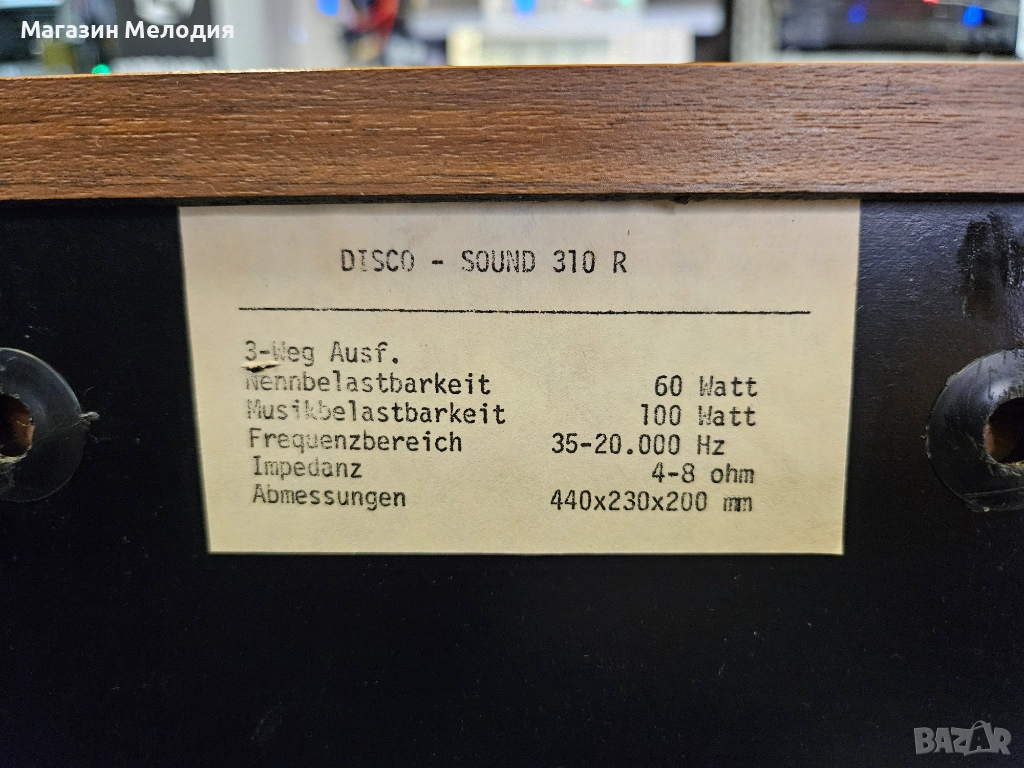 Магазин Мелодия
DISCO - SOUND 310 R
3-Weg Ausf.
Nennbelastbarkeit 60 Watt
Musikbelastbarkeit 100 Watt
Frequenzbereich 35-20.000 Hz
Impedanz 4-8 ohm
Abmessungen 440x230x200 mm
BAZAR